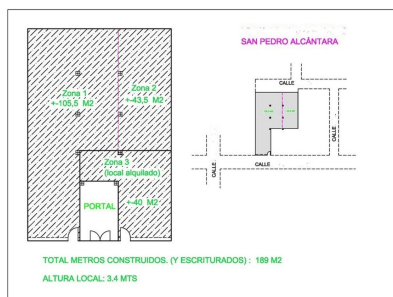 SAN PEDRO ALCÁNTARA
Zona 1
+-105,5 M2
Zona 2
+-43,5 M2
Zona 3
(local alquilado)
+-40 M2
PORTAL
CALLE
CALLE
CALLE
CALLE
TOTAL METROS CONSTRUIDOS. (Y ESCRITURADOS) : 189 M2
ALTURA LOCAL: 3.4 MTS